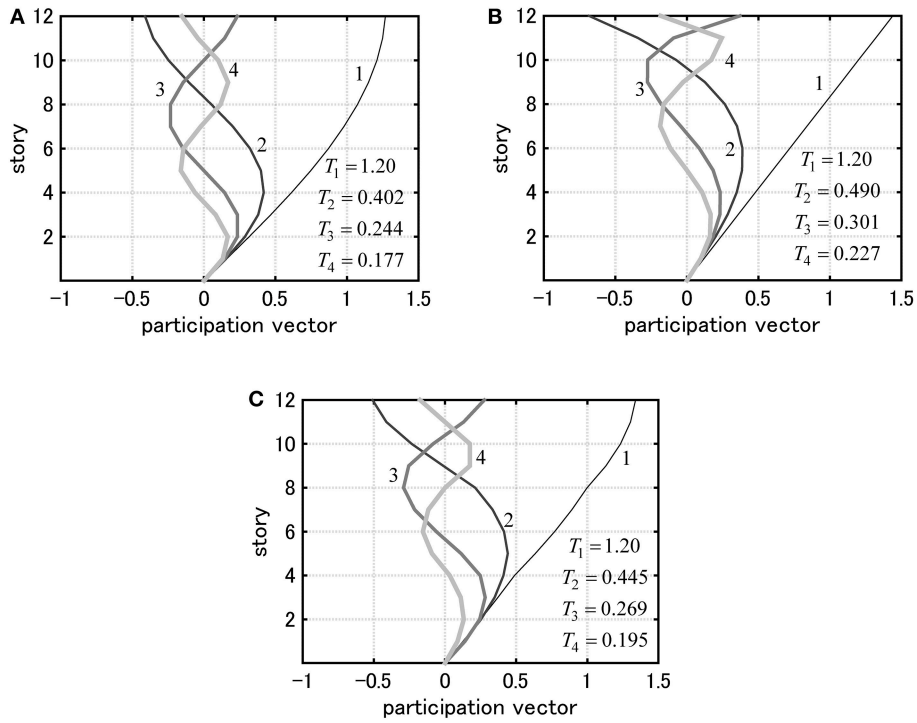 A
12
10
8
6
4
2
story
1
2
3
4
T1=1.20
T2=0.402
T3=0.244
T4=0.177
-1 -0.5 0 0.5 1 1.5
participation vector
B
12
10
8
6
4
2
story
1
2
3
4
T1=1.20
T2=0.490
T3=0.301
T4=0.227
-1 -0.5 0 0.5 1 1.5
participation vector
C
12
10
8
6
4
2
story
1
2
3
4
T1=1.20
T2=0.445
T3=0.269
T4=0.195
-1 -0.5 0 0.5 1 1.5
participation vector